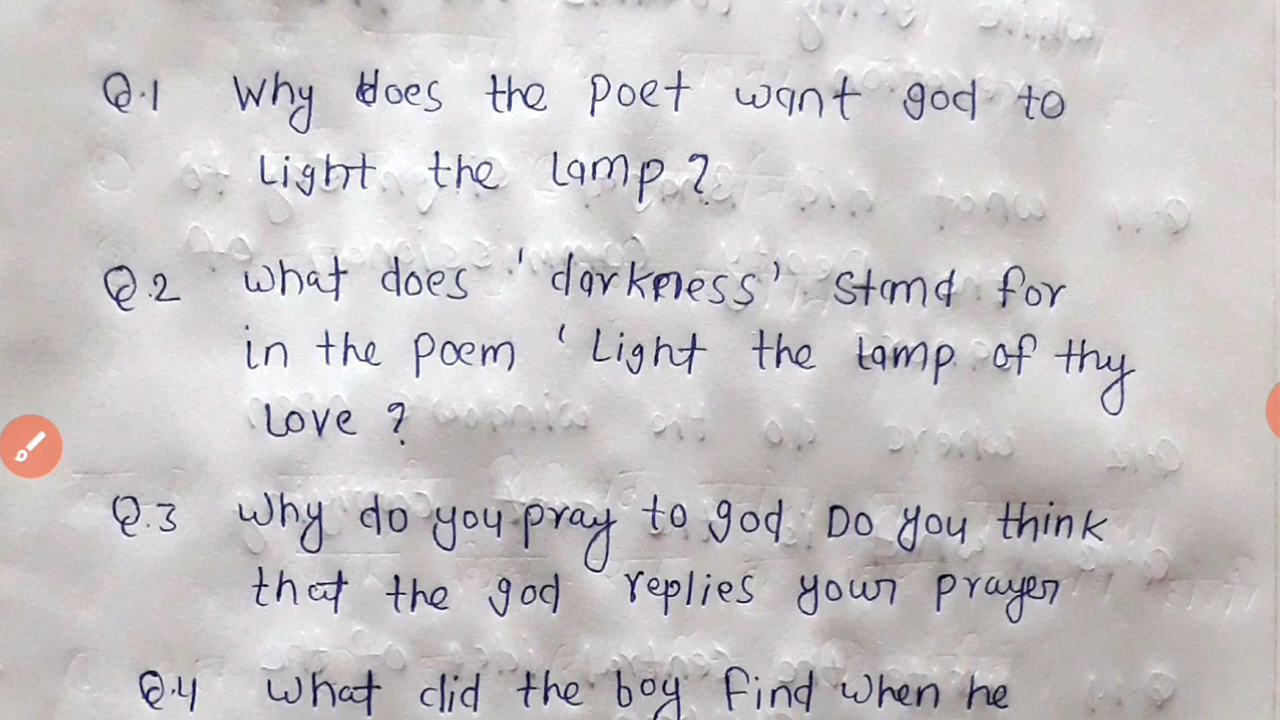 Q.1 Why does the poet want god to
Light the lamp?
Q.2 what does 'darkness' stand for
in the poem 'Light the lamp of thy
Love?
Q.3 Why do you pray to god. Do you think
that the god replies your prayer
Q.4 What did the boy find when he